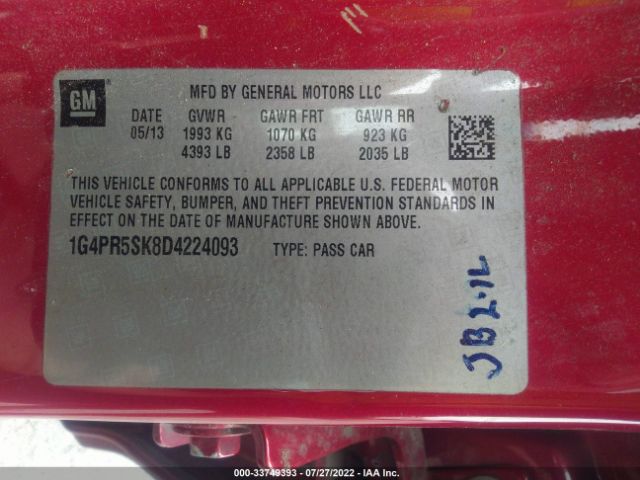 GM
MFD BY GENERAL MOTORS LLC
DATE GVWR GAWR FRT GAWR RR
05/13 1993 KG 1070 KG 923 KG
4393 LB 2358 LB 2035 LB
THIS VEHICLE CONFORMS TO ALL APPLICABLE U.S. FEDERAL MOTOR
VEHICLE SAFETY, BUMPER, AND THEFT PREVENTION STANDARDS IN
EFFECT ON THE DATE OF MANUFACTURE SHOWN ABOVE.
1G4PR5SK8D4224093 TYPE: PASS CAR
000-33749393 - 07/27/2022 - IAA Inc.